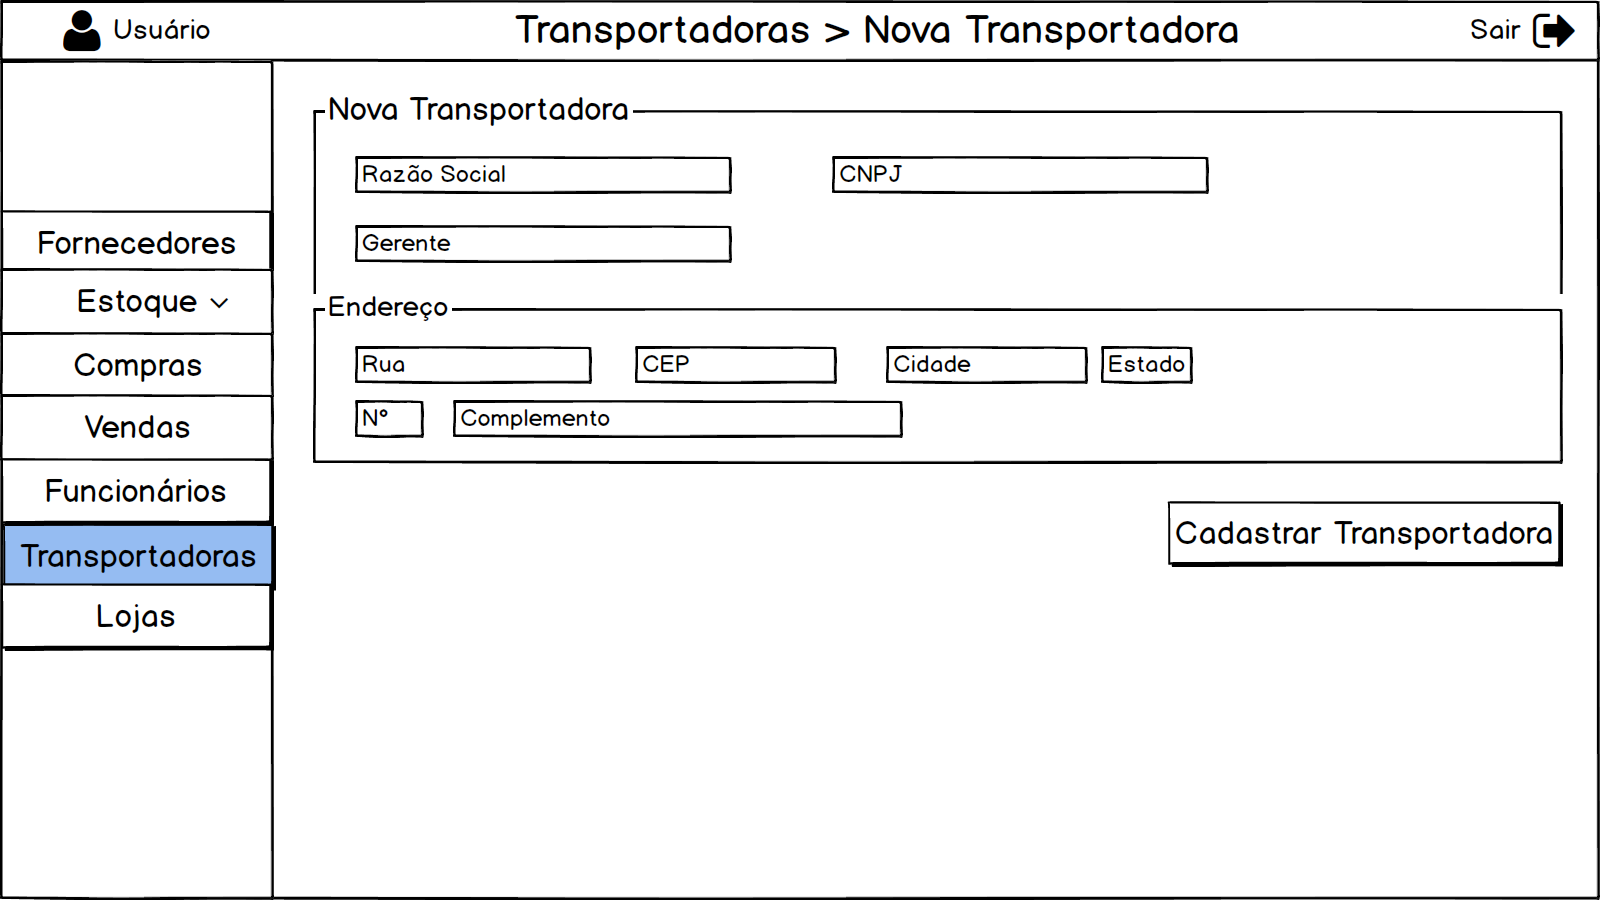 Usuário
Transportadoras > Nova Transportadora
Sair
Fornecedores
Estoque
Compras
Vendas
Funcionários
Transportadoras
Lojas
Nova Transportadora
Razão Social
CNPJ
Gerente
Endereço
Rua
CEP
Cidade
Estado
Nº
Complemento
Cadastrar Transportadora